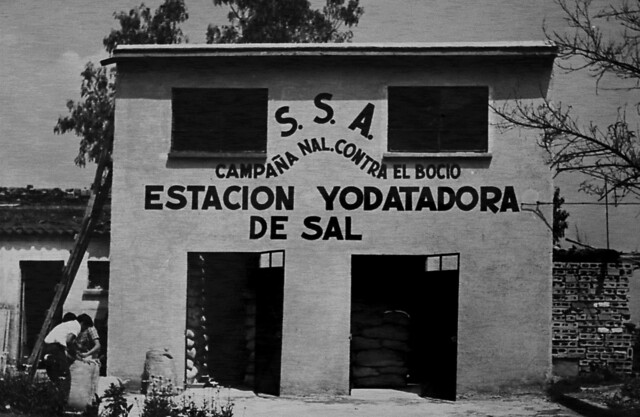 S. S. A.
CAMPAÑA NAL. CONTRA EL BOCIO
ESTACION YODATADORA
DE SAL